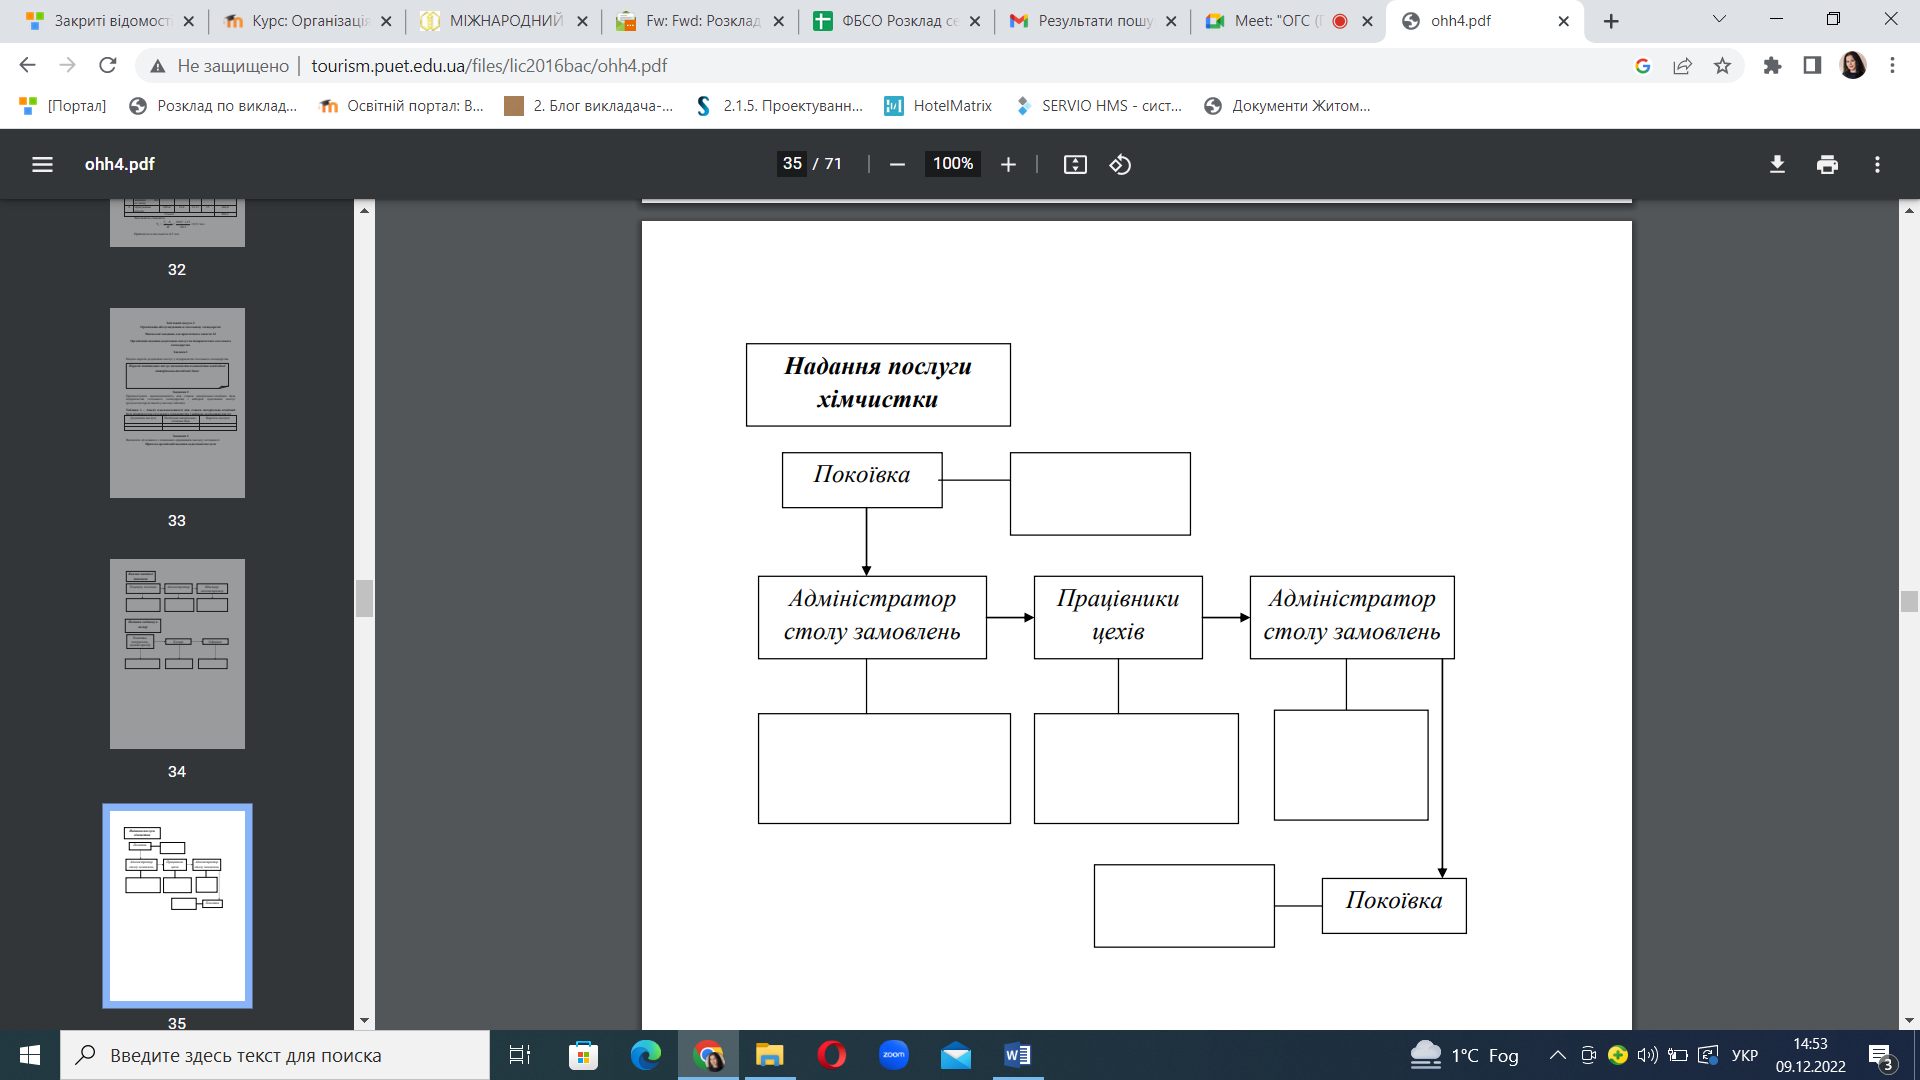 Закриті відомост
Курс: Організація
МІЖНАРОДНИЙ
Fw: Fwd: Розклад
ФБСО Розклад се
Результати пошу
Meet: "ОГС (
ohh4.pdf
Не защищено
tourism.puet.edu.ua/files/lic2016bac/ohh4.pdf
[Портал]
Розклад по виклад...
Освітній портал: В...
2. Блог викладача-...
2.1.5. Проектуванн...
HotelMatrix
SERVIO HMS - сист...
Документи Житом...
ohh4.pdf
35 / 71
100%
32
33
34
35
Надання послуги
хімчистки
Покоївка
Адміністратор
столу замовлень
Працівники
цехів
Адміністратор
столу замовлень
Покоївка
Введите здесь текст для поиска
zoom
1°C Fog
УКР
14:53
09.12.2022
3